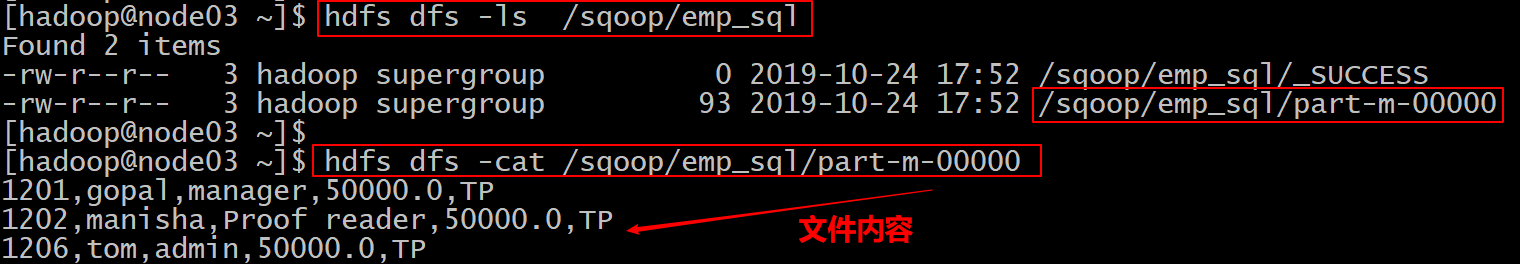 [hadoop@node03 ~]$ hdfs dfs -ls  /sqoop/emp_sql
Found 2 items
-rw-r--r--   3 hadoop supergroup          0 2019-10-24 17:52 /sqoop/emp_sql/_SUCCESS
-rw-r--r--   3 hadoop supergroup         93 2019-10-24 17:52 /sqoop/emp_sql/part-m-00000
[hadoop@node03 ~]$
[hadoop@node03 ~]$ hdfs dfs -cat /sqoop/emp_sql/part-m-00000
1201,gopal,manager,50000.0,TP
1202,manisha,Proof reader,50000.0,TP
文件内容
1206,tom,admin,50000.0,TP